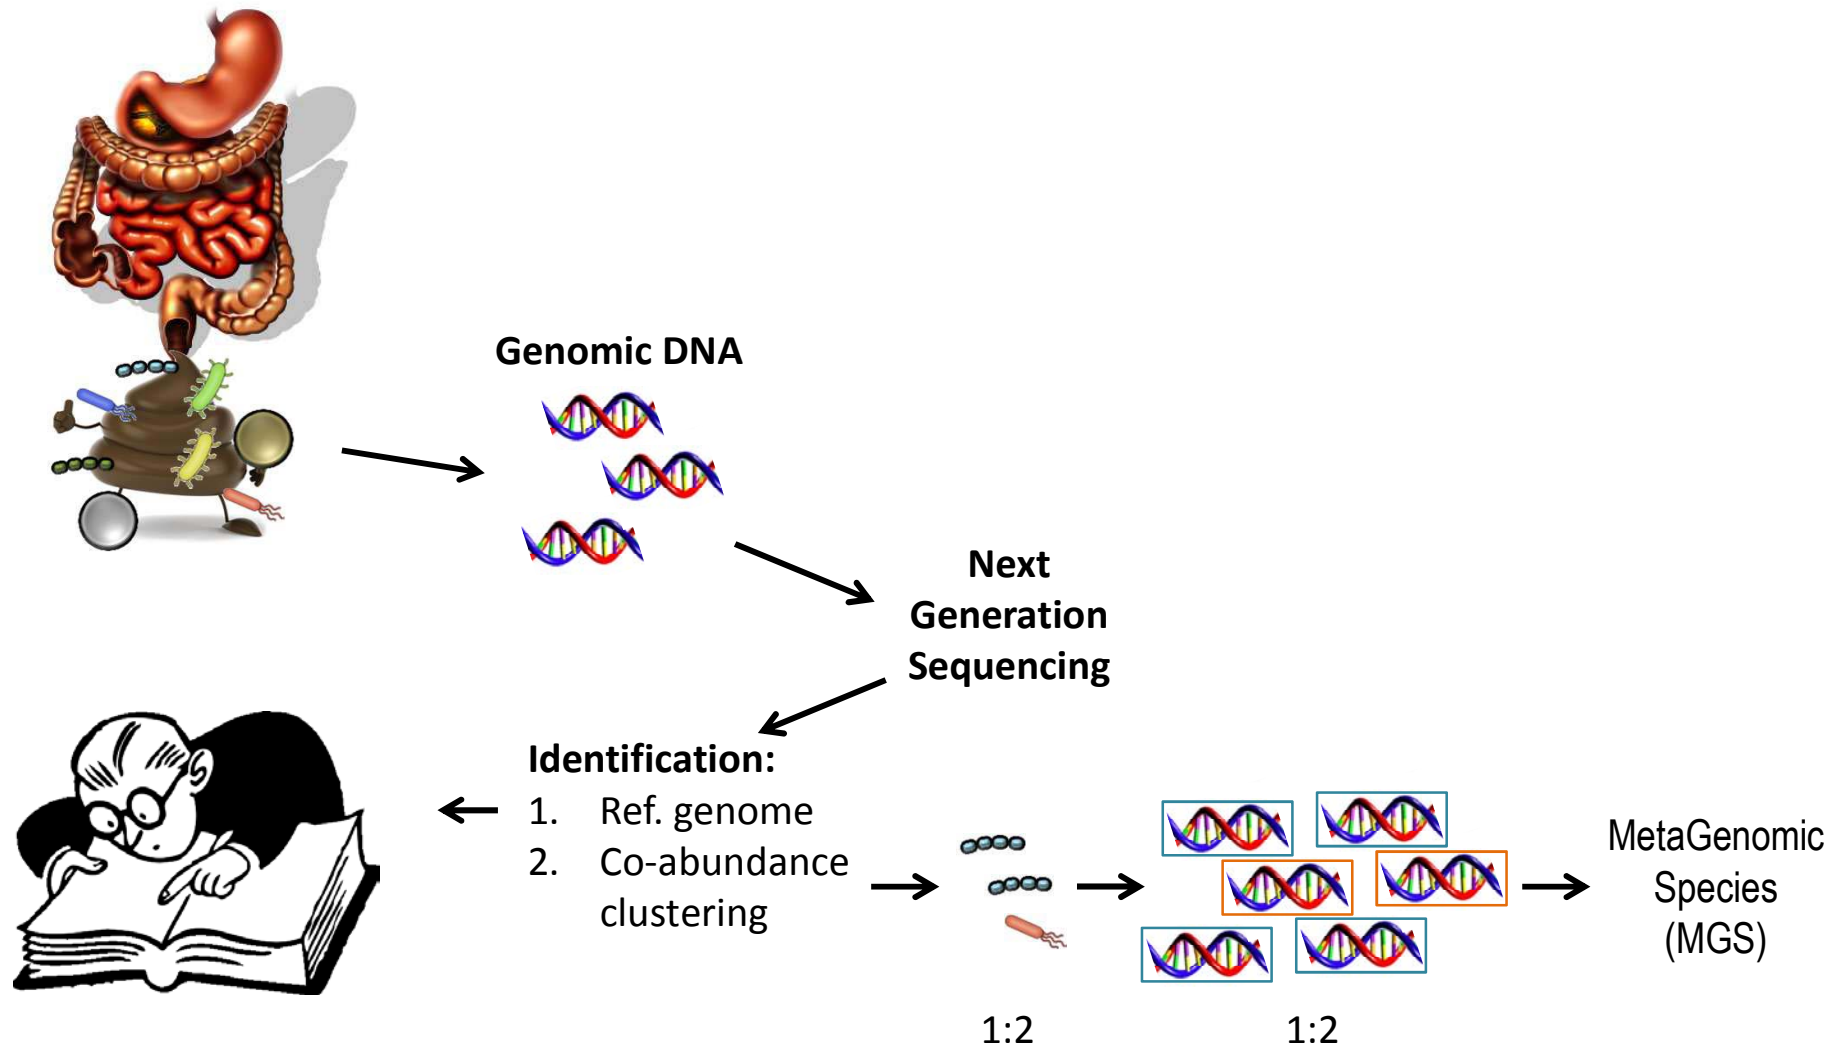 Genomic DNA
Next
Generation
Sequencing
Identification:
1. Ref. genome
2. Co-abundance
clustering
MetaGenomic
Species
(MGS)
1:2
1:2